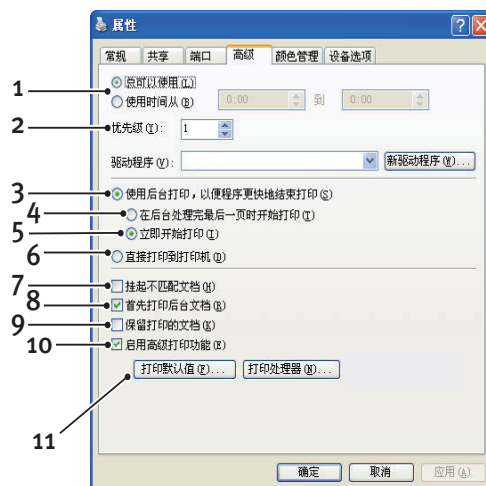 属性
常规 共享 端口 高级 颜色管理 设备选项
1 总可以使用(L)
使用时间从(B) 0:00 到 0:00
2 优先级(Y): 1
驱动程序(V): 新驱动程序(W)...
3 使用后台打印，以便程序更快地结束打印(S)
4 在后台处理完最后一页时开始打印(T)
5 立即开始打印(I)
6 直接打印到打印机(D)
7 挂起不匹配文档(H)
8 首先打印后台文档(R)
9 保留打印的文档(K)
10 启用高级打印功能(E)
打印默认值(F)... 打印处理器(N)...
11
确定 取消 应用(A)